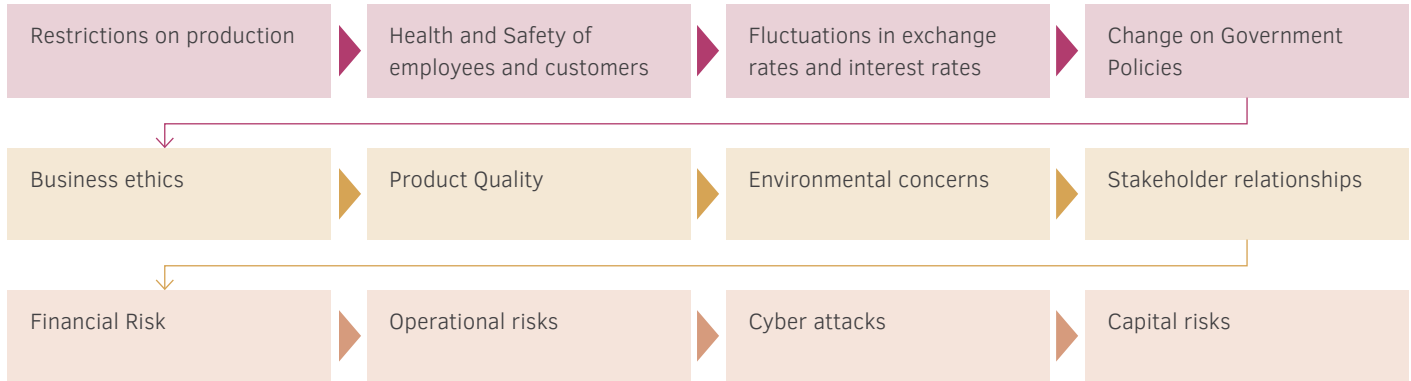 Restrictions on production
Health and Safety of
employees and customers
Fluctuations in exchange
rates and interest rates
Change on Government
Policies
Business ethics
Product Quality
Environmental concerns
Stakeholder relationships
Financial Risk
Operational risks
Cyber attacks
Capital risks